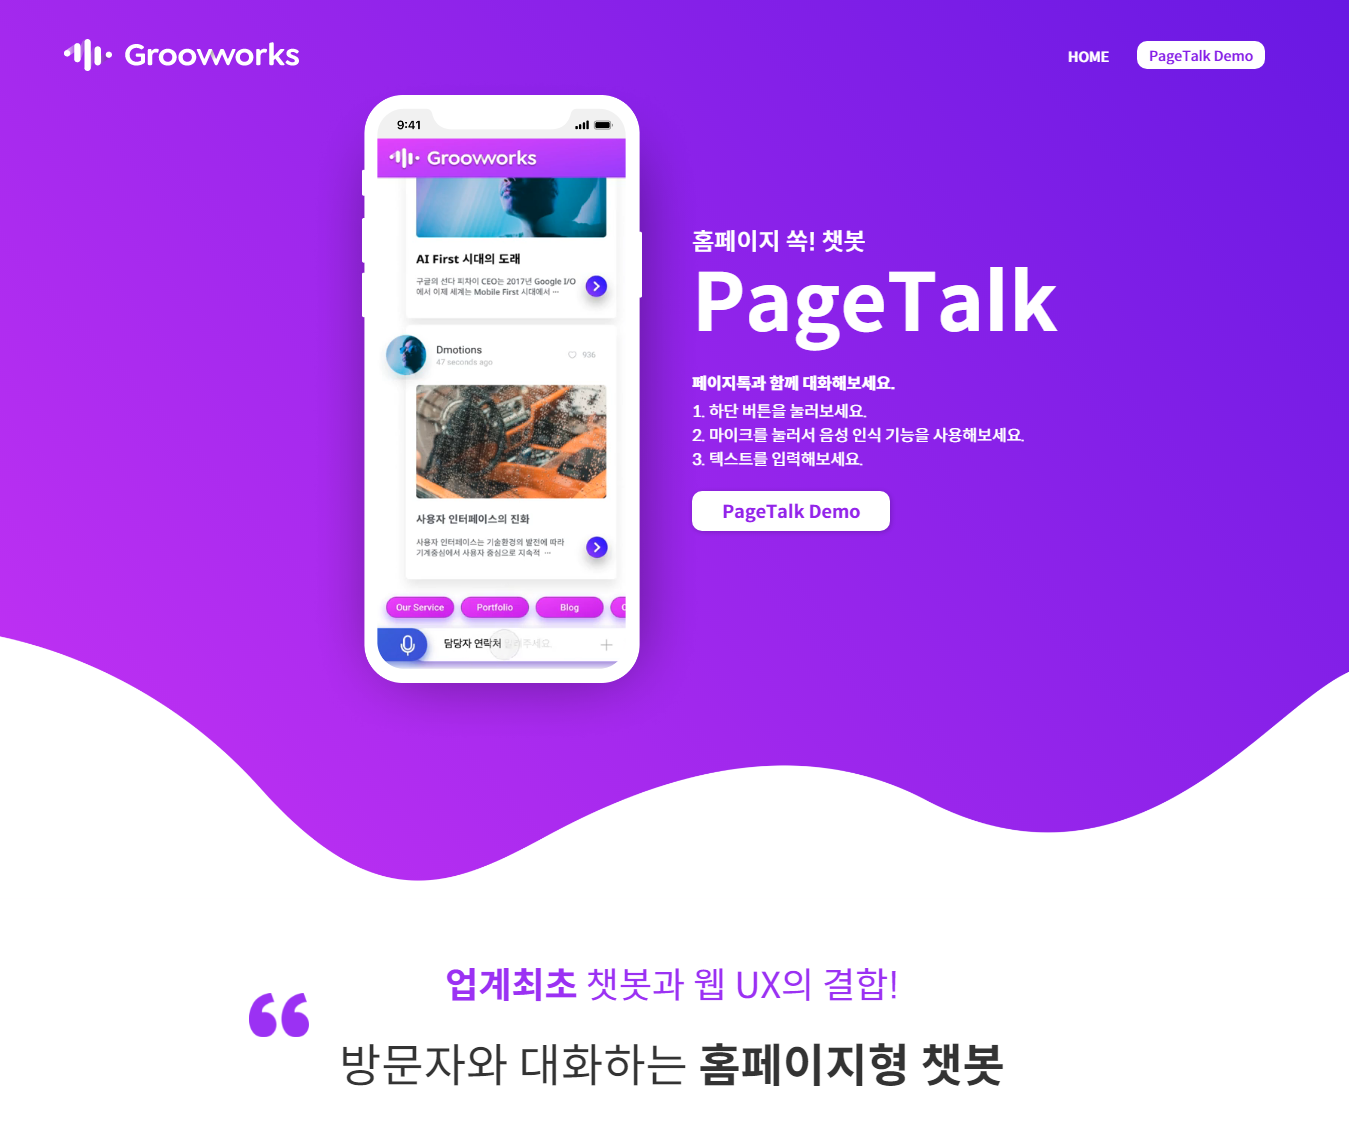 Groovworks
HOME
PageTalk Demo
9:41
Groovworks
AI First 시대의 도래
구글의 선다 피차이 CEO는 2017년 Google I/O
에서 이제 세계는 Mobile First 시대에서 ···
Dmotions
47 seconds ago
936
사용자 인터페이스의 진화
사용자 인터페이스는 기술환경의 발전에 따라
기계중심에서 사용자 중심으로 지속적 ···
Our Service
Portfolio
Blog
담당자 연락처
주세요.
홈페이지 쏙! 챗봇
PageTalk
페이지톡과 함께 대화해보세요.
1. 하단 버튼을 눌러보세요.
2. 마이크를 눌러서 음성 인식 기능을 사용해보세요.
3. 텍스트를 입력해보세요.
PageTalk Demo
업계최초 챗봇과 웹 UX의 결합!
“
방문자와 대화하는 홈페이지형 챗봇